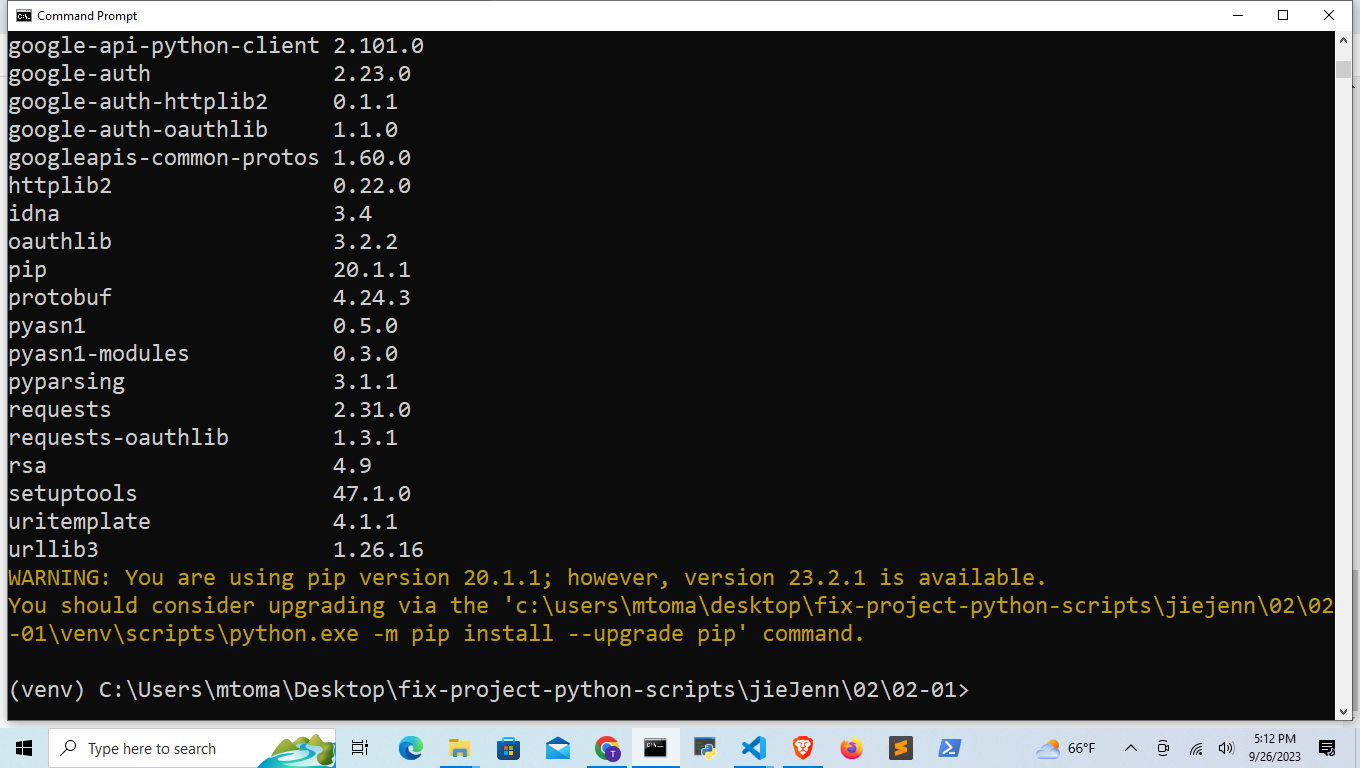 Command Prompt
google-api-python-client 2.101.0
google-auth 2.23.0
google-auth-httplib2 0.1.1
google-auth-oauthlib 1.1.0
googleapis-common-protos 1.60.0
httplib2 0.22.0
idna 3.4
oauthlib 3.2.2
pip 20.1.1
protobuf 4.24.3
pyasn1 0.5.0
pyasn1-modules 0.3.0
pyparsing 3.1.1
requests 2.31.0
requests-oauthlib 1.3.1
rsa 4.9
setuptools 47.1.0
uritemplate 4.1.1
urllib3 1.26.16
WARNING: You are using pip version 20.1.1; however, version 23.2.1 is available.
You should consider upgrading via the 'c:\users\mtoma\desktop\fix-project-python-scripts\jiejenn\02\02
-01\venv\scripts\python.exe -m pip install --upgrade pip' command.
(venv) C:\Users\mtoma\Desktop\fix-project-python-scripts\jieJenn\02\02-01>
Type here to search
66°F
5:12 PM
9/26/2023